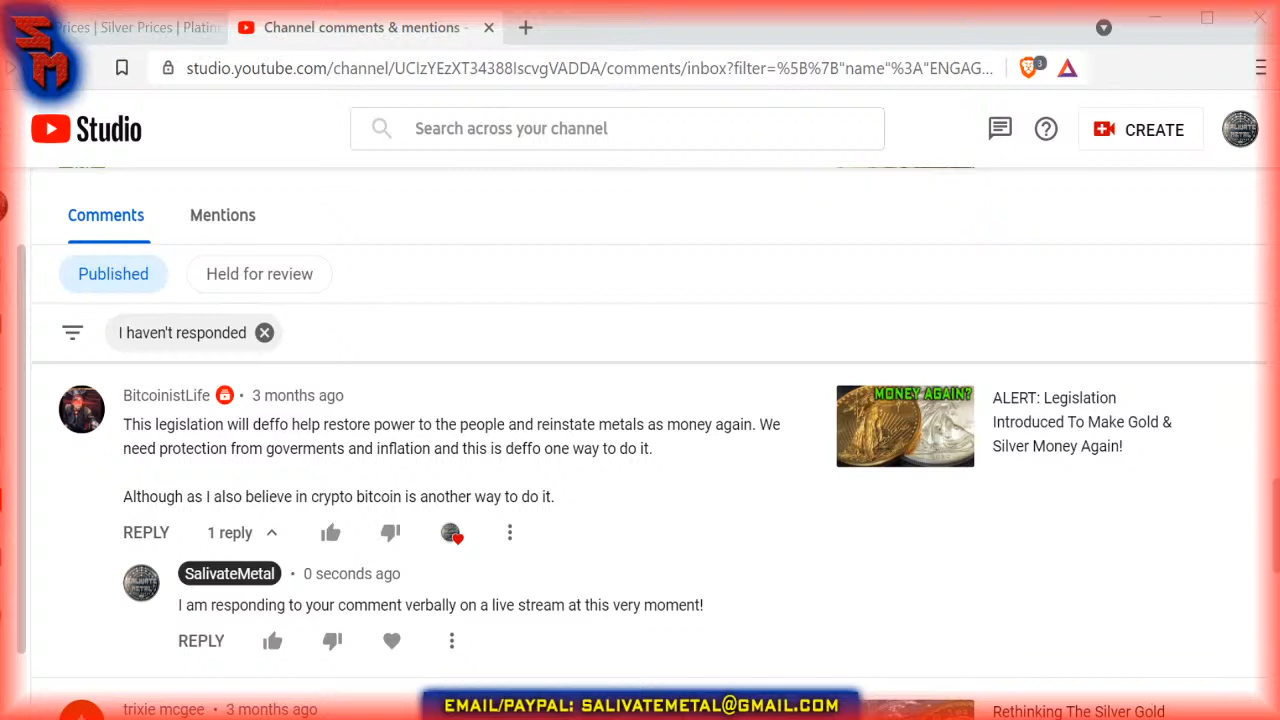 SM
Prices | Silver Prices | Platin
Channel comments & mentions -
studio.youtube.com/channel/UCIzYEzXT34388IscvgVADDA/comments/inbox?filter=%5B%7B"name"%3A"ENGAG...
3
Studio
Search across your channel
CREATE
SALIVATE METAL
Comments
Mentions
Published
Held for review
I haven't responded
BitcoinistLife • 3 months ago
This legislation will deffo help restore power to the people and reinstate metals as money again. We
need protection from goverments and inflation and this is deffo one way to do it.
Although as I also believe in crypto bitcoin is another way to do it.
REPLY 1 reply
MONEY AGAIN?
ALERT: Legislation
Introduced To Make Gold &
Silver Money Again!
SALIVATE METAL
SalivateMetal • 0 seconds ago
I am responding to your comment verbally on a live stream at this very moment!
REPLY
trixie mcgee • 3 months ago
Rethinking The Silver Gold
EMAIL/PAYPAL: SALIVATEMETAL@GMAIL.COM